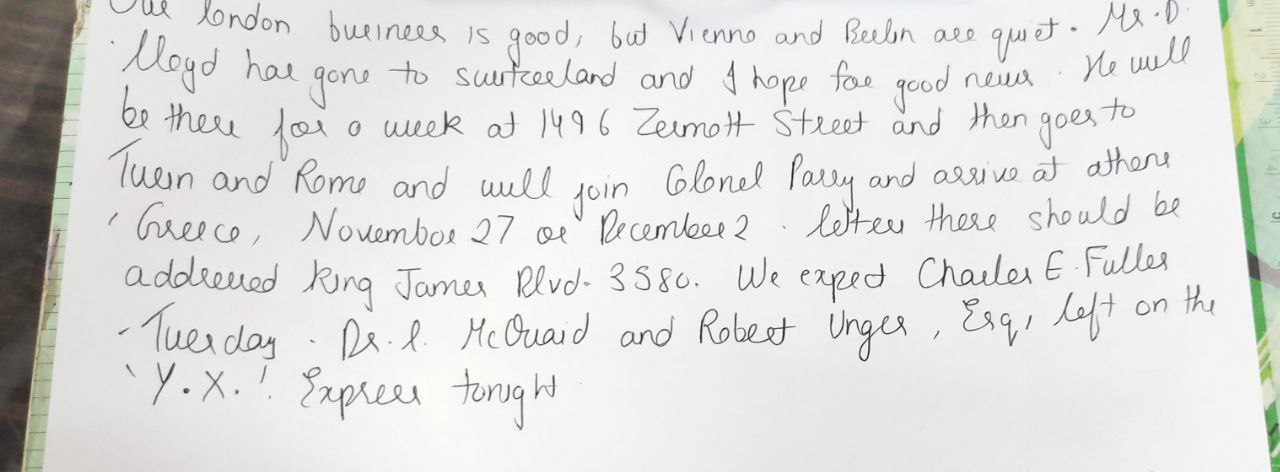 Our london business is good, but Vienna and Berlin are quiet. Mr. D.
Lloyd has gone to switzerland and I hope for good news. He will
be there for a week at 1496 Zermott Street and then goes to
Turin and Rome and will join Colonel Parry and arrive at athens
, Greece, November 27 or December 2. letters there should be
addressed King James Blvd. 3580. We expect Charles E. Fuller
Tuesday. Dr. L. McQuaid and Robert Unger, Esq, left on the
'Y.X.' Express tonight